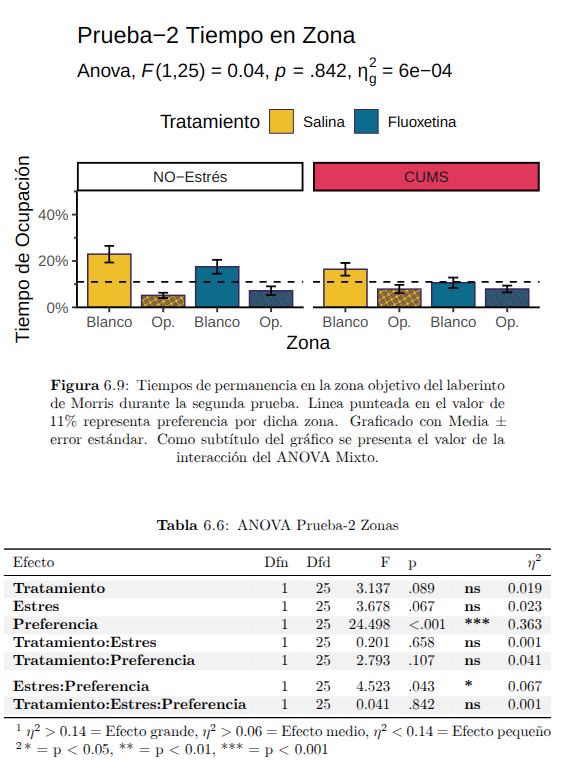 Prueba−2 Tiempo en Zona
Anova, F(1,25) = 0.04, p = .842, η²g = 6e−04
Tratamiento Salina Fluoxetina
NO−Estrés CUMS
Tiempo de Ocupación
40%
20%
0%
Blanco Op. Blanco Op. Blanco Op. Blanco Op.
Zona
Figura 6.9: Tiempos de permanencia en la zona objetivo del laberinto
de Morris durante la segunda prueba. Linea punteada en el valor de
11% representa preferencia por dicha zona. Graficado con Media ±
error estándar. Como subtítulo del gráfico se presenta el valor de la
interacción del ANOVA Mixto.
Tabla 6.6: ANOVA Prueba-2 Zonas
Efecto Dfn Dfd F p η²
Tratamiento 1 25 3.137 .089 ns 0.019
Estres 1 25 3.678 .067 ns 0.023
Preferencia 1 25 24.498 <.001 *** 0.363
Tratamiento:Estres 1 25 0.201 .658 ns 0.001
Tratamiento:Preferencia 1 25 2.793 .107 ns 0.041
Estres:Preferencia 1 25 4.523 .043 * 0.067
Tratamiento:Estres:Preferencia 1 25 0.041 .842 ns 0.001
¹ η² > 0.14 = Efecto grande, η² > 0.06 = Efecto medio, η² < 0.14 = Efecto pequeño
² * = p < 0.05, ** = p < 0.01, *** = p < 0.001